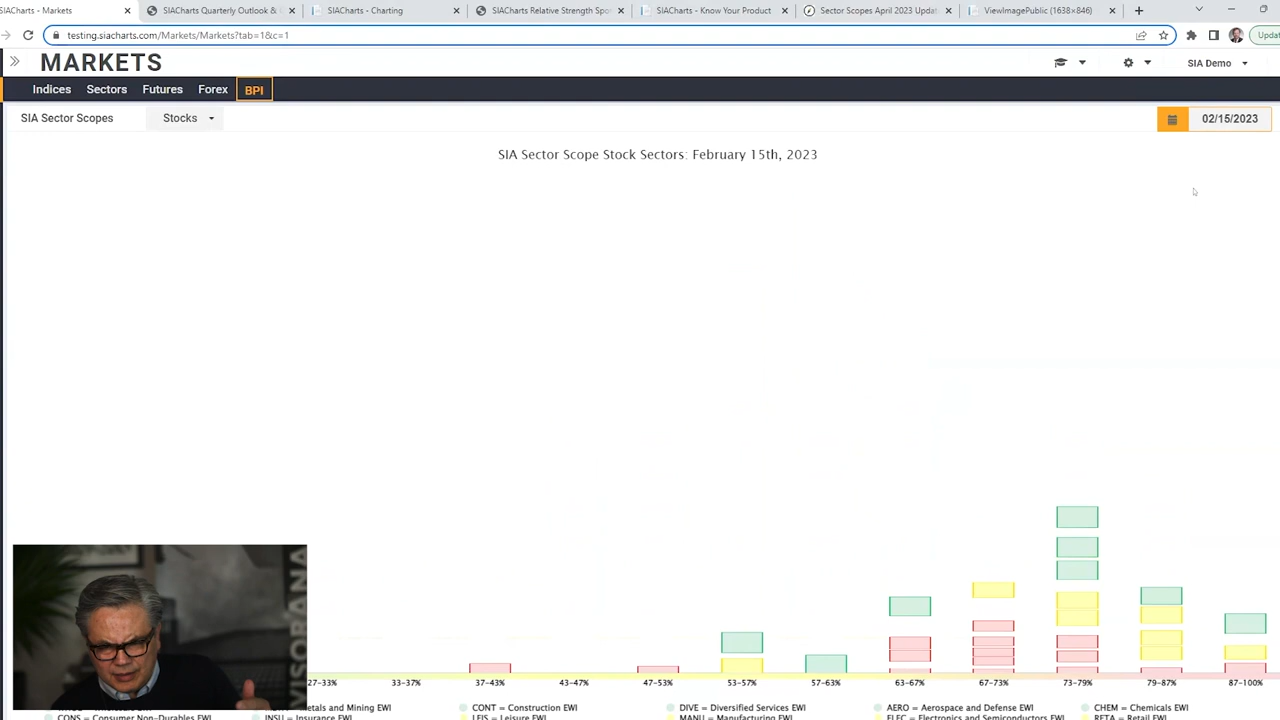 SIACharts - Markets
SIACharts Quarterly Outlook &
SIACharts - Charting
SIACharts Relative Strength Spo
SIACharts - Know Your Product
Sector Scopes April 2023 Updat
ViewImagePublic (1638×846)
testing.siacharts.com/Markets/Markets?tab=1&c=1
Updat
MARKETS
SIA Demo
Indices
Sectors
Futures
Forex
BPI
SIA Sector Scopes
Stocks
02/15/2023
SIA Sector Scope Stock Sectors: February 15th, 2023
27-33%
33-37%
37-43%
43-47%
47-53%
53-57%
57-63%
63-67%
67-73%
73-79%
79-87%
87-100%
etals and Mining EWI
CONT = Construction EWI
DIVE = Diversified Services EWI
AERO = Aerospace and Defense EWI
CHEM = Chemicals EWI
CONS = Consumer Non-Durables EWI
INSU = Insurance EWI
LEIS = Leisure EWI
MANU = Manufacturing EWI
ELEC = Electronics and Semiconductors EWI
RETA = Retail EWI